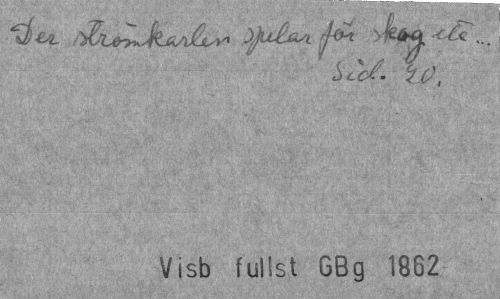 Der strömkarlen spelar för skog etc...
Sid. 20.
Visb fullst GBg 1862